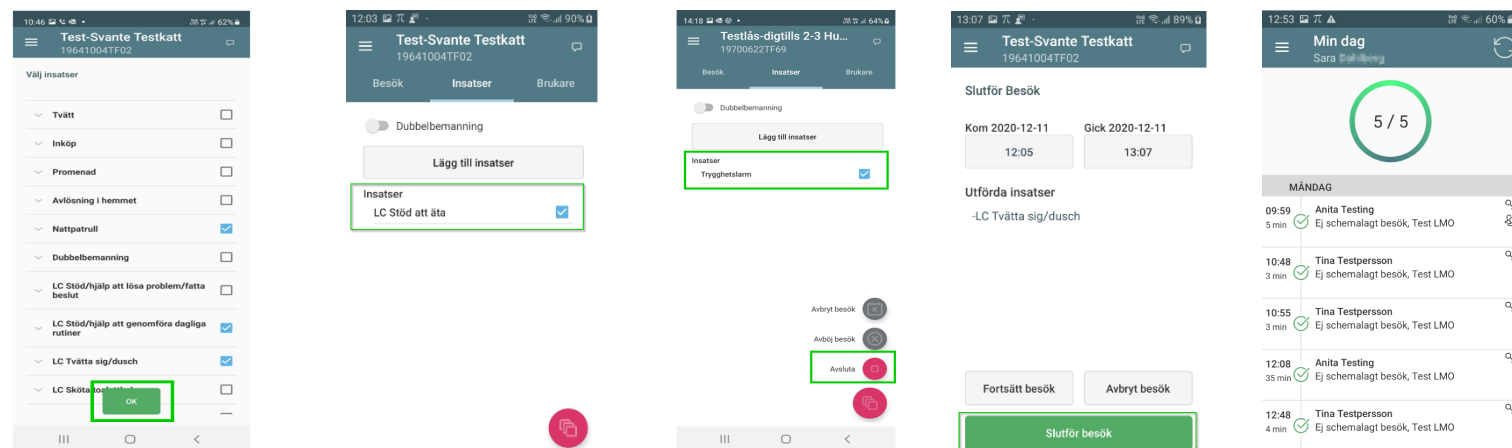 10:46 62%
Test-Svante Testkatt
19641004TF02
Välj insatser
Tvätt
Inköp
Promenad
Avlösning i hemmet
Nattpatrull
Dubbelbemanning
LC Stöd/hjälp att lösa problem/fatta
beslut
LC Stöd/hjälp att genomföra dagliga
rutiner
LC Tvätta sig/dusch
LC Sköta
OK
12:03 90%
Test-Svante Testkatt
19641004TF02
Besök Insatser Brukare
Dubbelbemanning
Lägg till insatser
Insatser
LC Stöd att äta
14:18 64%
Testlås-digtills 2-3 Hu...
19700622TF69
Besök Insatser Brukare
Dubbelbemanning
Lägg till insatser
Insatser
Trygghetslarm
Avbryt besök
Avböj besök
Avsluta
13:07 89%
Test-Svante Testkatt
19641004TF02
Slutför Besök
Kom 2020-12-11 Gick 2020-12-11
12:05 13:07
Utförda insatser
-LC Tvätta sig/dusch
Fortsätt besök Avbryt besök
Slutför besök
12:53 60%
Min dag
Sara
5 / 5
MÅNDAG
09:59 Anita Testing
5 min Ej schemalagt besök, Test LMO
10:48 Tina Testpersson
3 min Ej schemalagt besök, Test LMO
10:55 Tina Testpersson
3 min Ej schemalagt besök, Test LMO
12:08 Anita Testing
35 min Ej schemalagt besök, Test LMO
12:48 Tina Testpersson
4 min Ej schemalagt besök, Test LMO